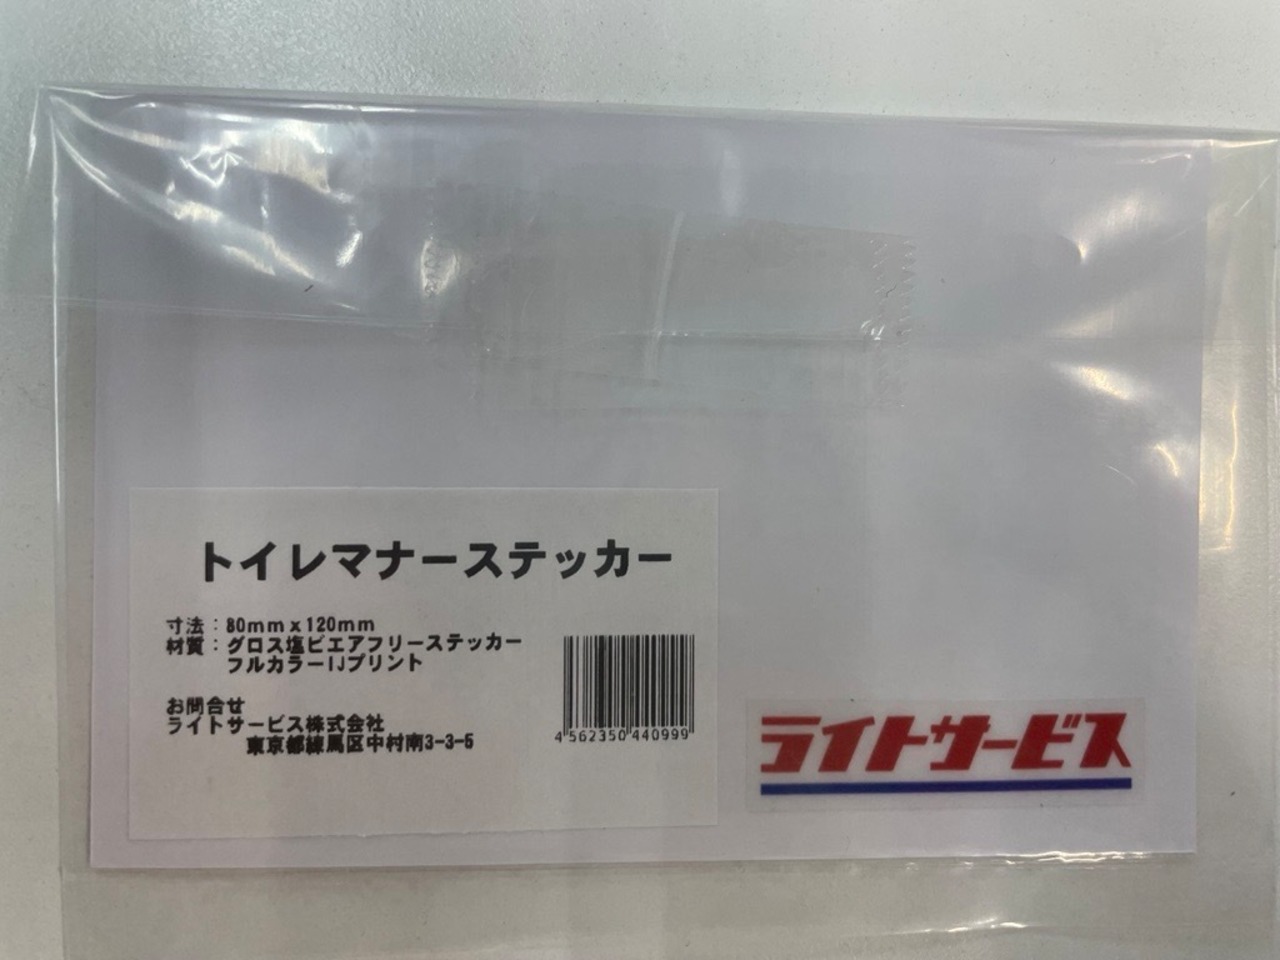 トイレマナーステッカー
寸法：80mm x 120mm
材質：グロス塩ビエアフリーステッカー
フルカラーIJプリント
お問合せ
ライトサービス株式会社
東京都練馬区中村南3-3-5
4 562350 440999
ライトサービス